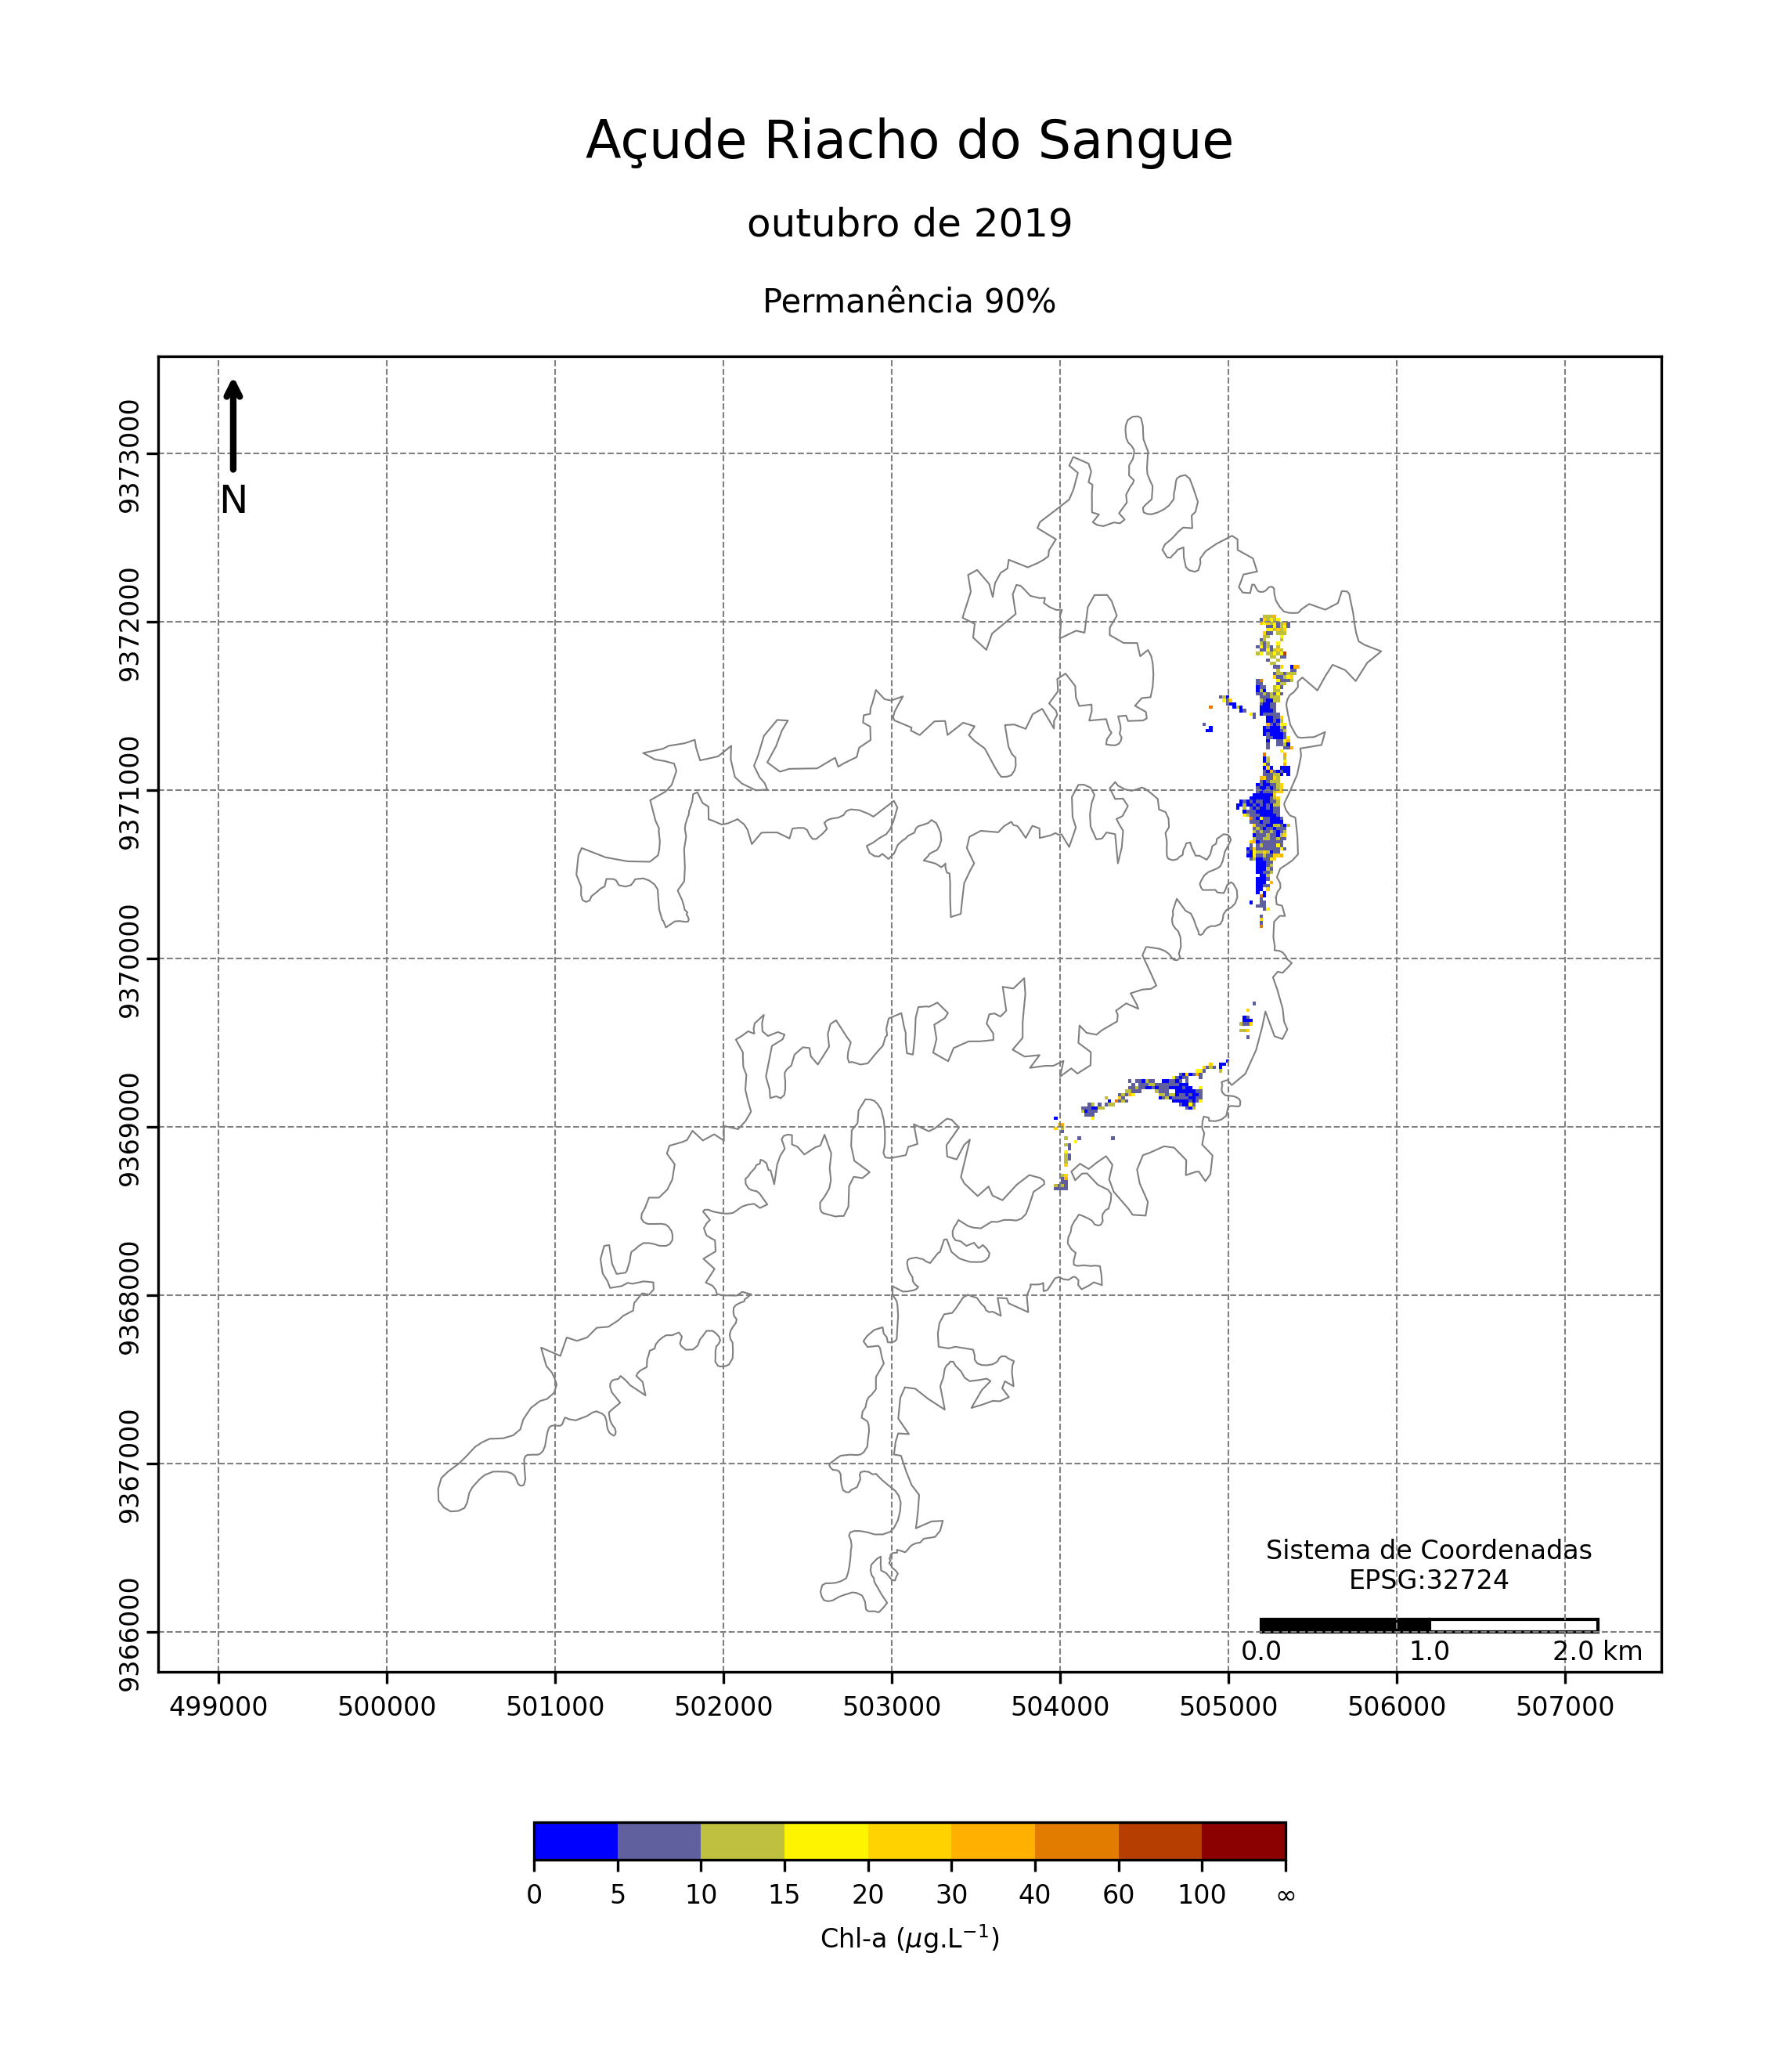 Açude Riacho do Sangue
outubro de 2019
Permanência 90%
N
9373000
9372000
9371000
9370000
9369000
9368000
9367000
9366000
Sistema de Coordenadas
EPSG:32724
0.0 1.0 2.0 km
499000 500000 501000 502000 503000 504000 505000 506000 507000
0 5 10 15 20 30 40 60 100 ∞
Chl-a (μg.L⁻¹)